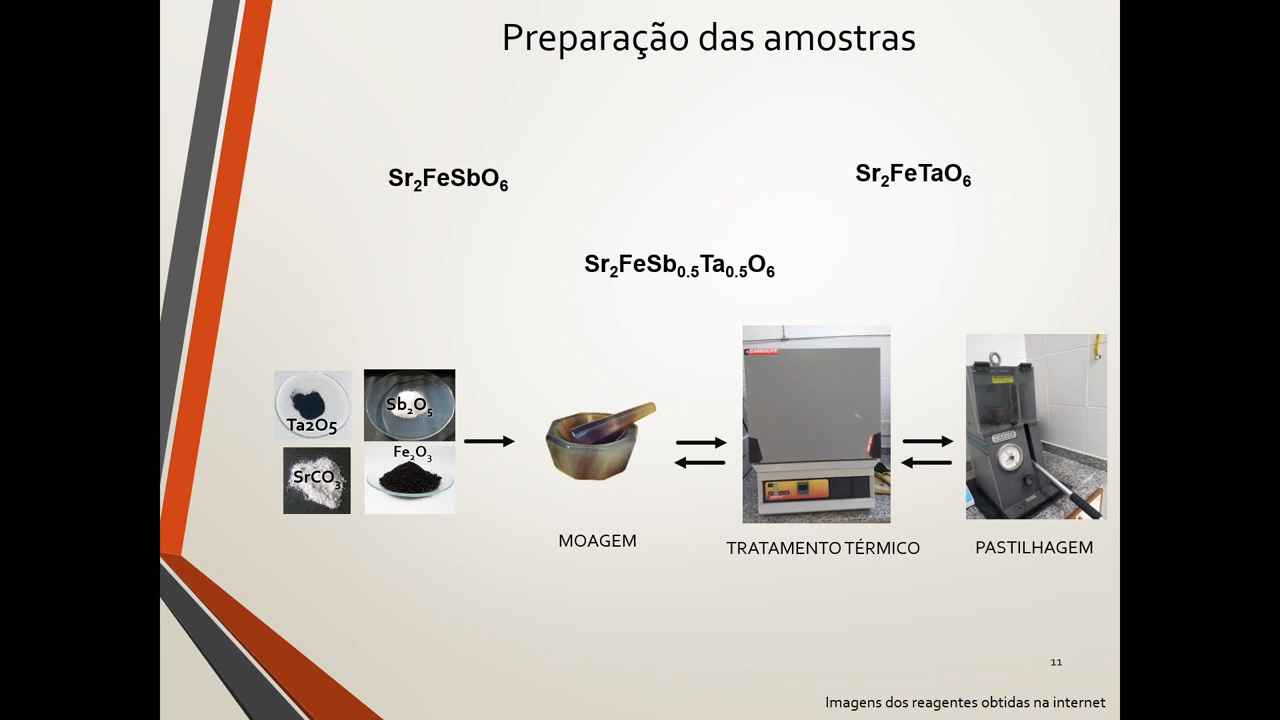 Preparação das amostras
Sr₂FeSbO₆
Sr₂FeTaO₆
Sr₂FeSb₀.₅Ta₀.₅O₆
Ta2O5
Sb₂O₅
SrCO₃
Fe₂O₃
CARBOLITE
MOAGEM
TRATAMENTO TÉRMICO
PASTILHAGEM
11
Imagens dos reagentes obtidas na internet